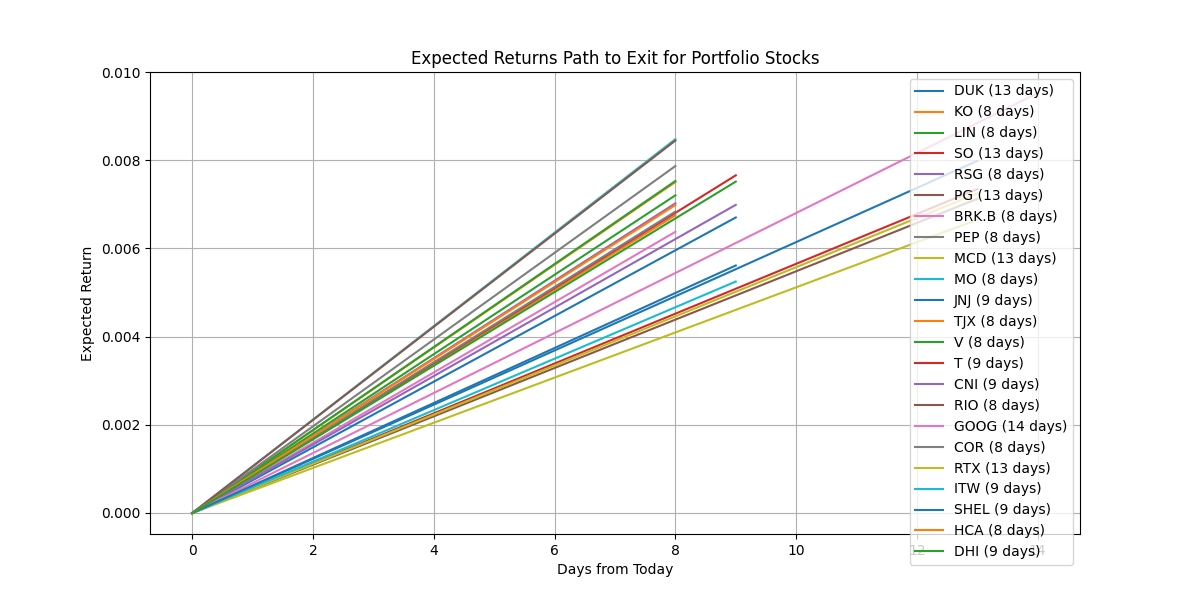 Expected Returns Path to Exit for Portfolio Stocks
0.010
0.008
0.006
0.004
0.002
0.000
Expected Return
0 2 4 6 8 10 12 14
Days from Today
DUK (13 days)
KO (8 days)
LIN (8 days)
SO (13 days)
RSG (8 days)
PG (13 days)
BRK.B (8 days)
PEP (8 days)
MCD (13 days)
MO (8 days)
JNJ (9 days)
TJX (8 days)
V (8 days)
T (9 days)
CNI (9 days)
RIO (8 days)
GOOG (14 days)
COR (8 days)
RTX (13 days)
ITW (9 days)
SHEL (9 days)
HCA (8 days)
DHI (9 days)